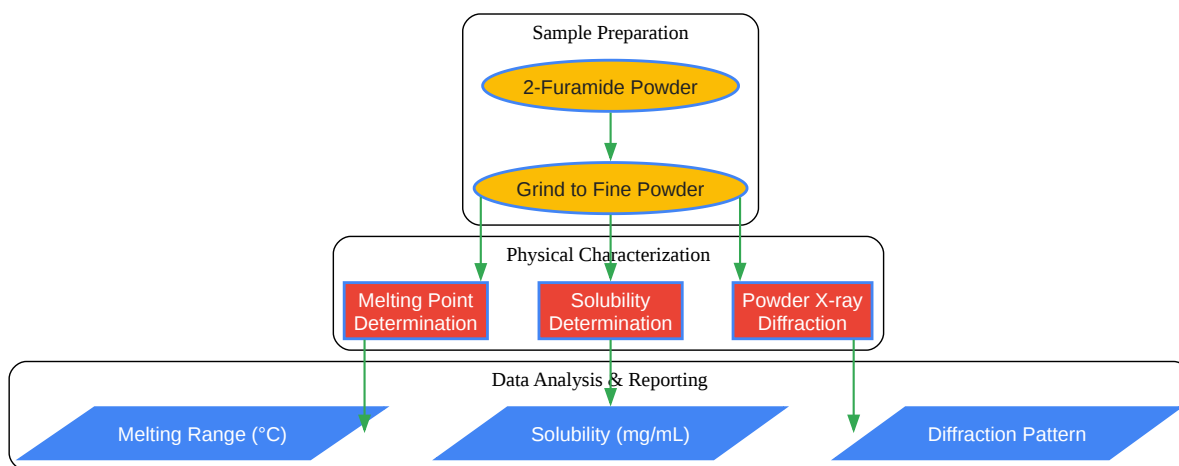 Sample Preparation
2-Furamide Powder
Grind to Fine Powder
Physical Characterization
Melting Point
Determination
Solubility
Determination
Powder X-ray
Diffraction
Data Analysis & Reporting
Melting Range (°C)
Solubility (mg/mL)
Diffraction Pattern